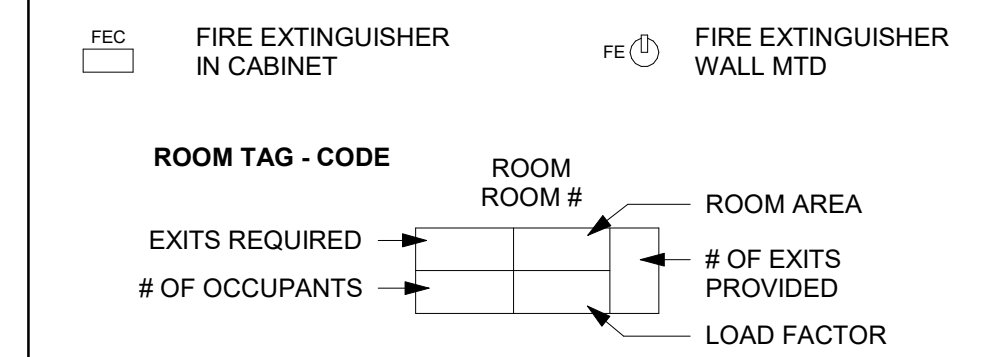 FEC
FIRE EXTINGUISHER
IN CABINET
FE
FIRE EXTINGUISHER
WALL MTD
ROOM TAG - CODE
ROOM
ROOM #
ROOM AREA
EXITS REQUIRED
# OF EXITS
PROVIDED
# OF OCCUPANTS
LOAD FACTOR